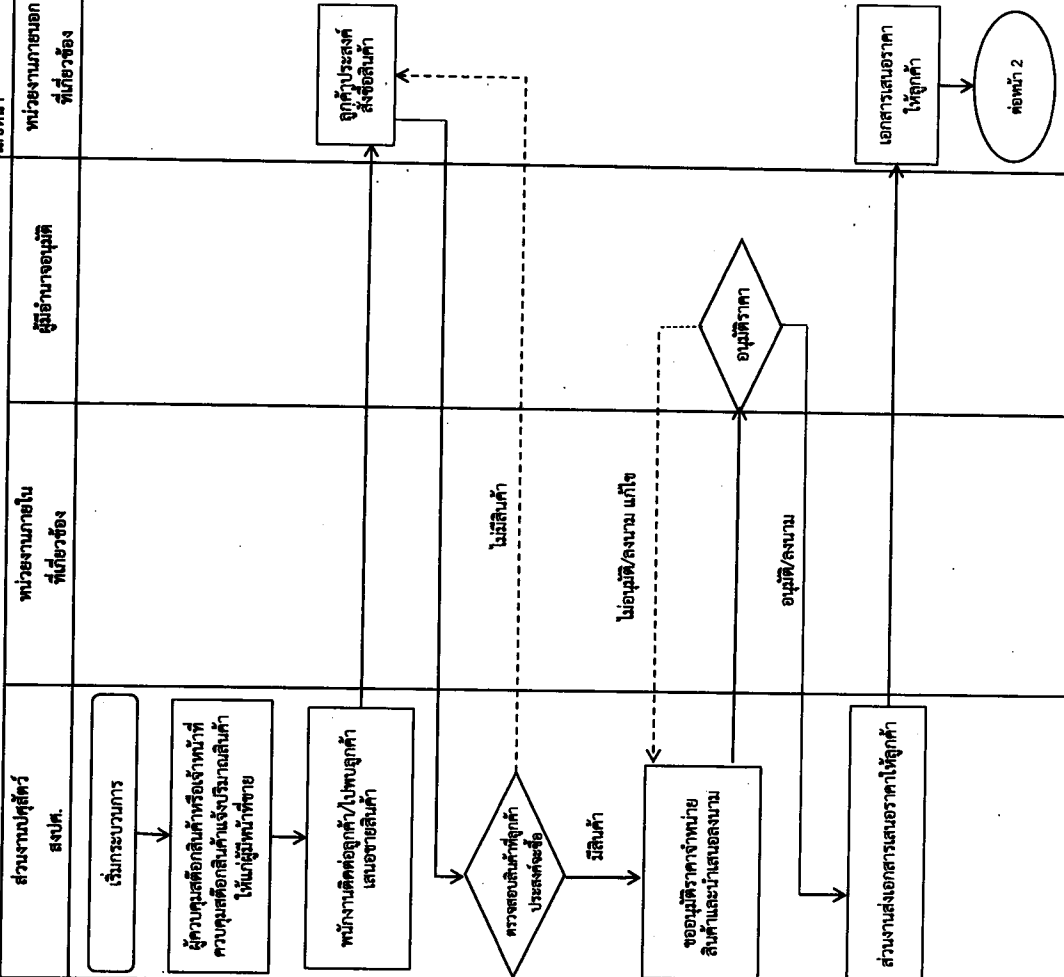 ส่วนงานปศุสัตว์
สงปศ.
หน่วยงานภายใน
ที่เกี่ยวข้อง
ผู้มีอำนาจอนุมัติ
หน่วยงานภายนอก
ที่เกี่ยวข้อง
เริ่มกระบวนการ
ผู้ควบคุมสต๊อกสินค้าหรือเจ้าหน้าที่
ควบคุมสต๊อกสินค้าแจ้งปริมาณสินค้า
ให้แก่ผู้มีหน้าที่ขาย
พนักงานติดต่อลูกค้า/ไปพบลูกค้า
เสนอขายสินค้า
ลูกค้าประสงค์
สั่งซื้อสินค้า
ตรวจสอบสินค้าที่ลูกค้า
ประสงค์จะซื้อ
ไม่มีสินค้า
มีสินค้า
ขออนุมัติราคาจำหน่าย
สินค้าและนำเสนอลงนาม
ไม่อนุมัติ/ลงนาม แก้ไข
อนุมัติราคา
อนุมัติ/ลงนาม
ส่วนงานส่งเอกสารเสนอราคาให้ลูกค้า
เอกสารเสนอราคา
ให้ลูกค้า
ต่อหน้า 2